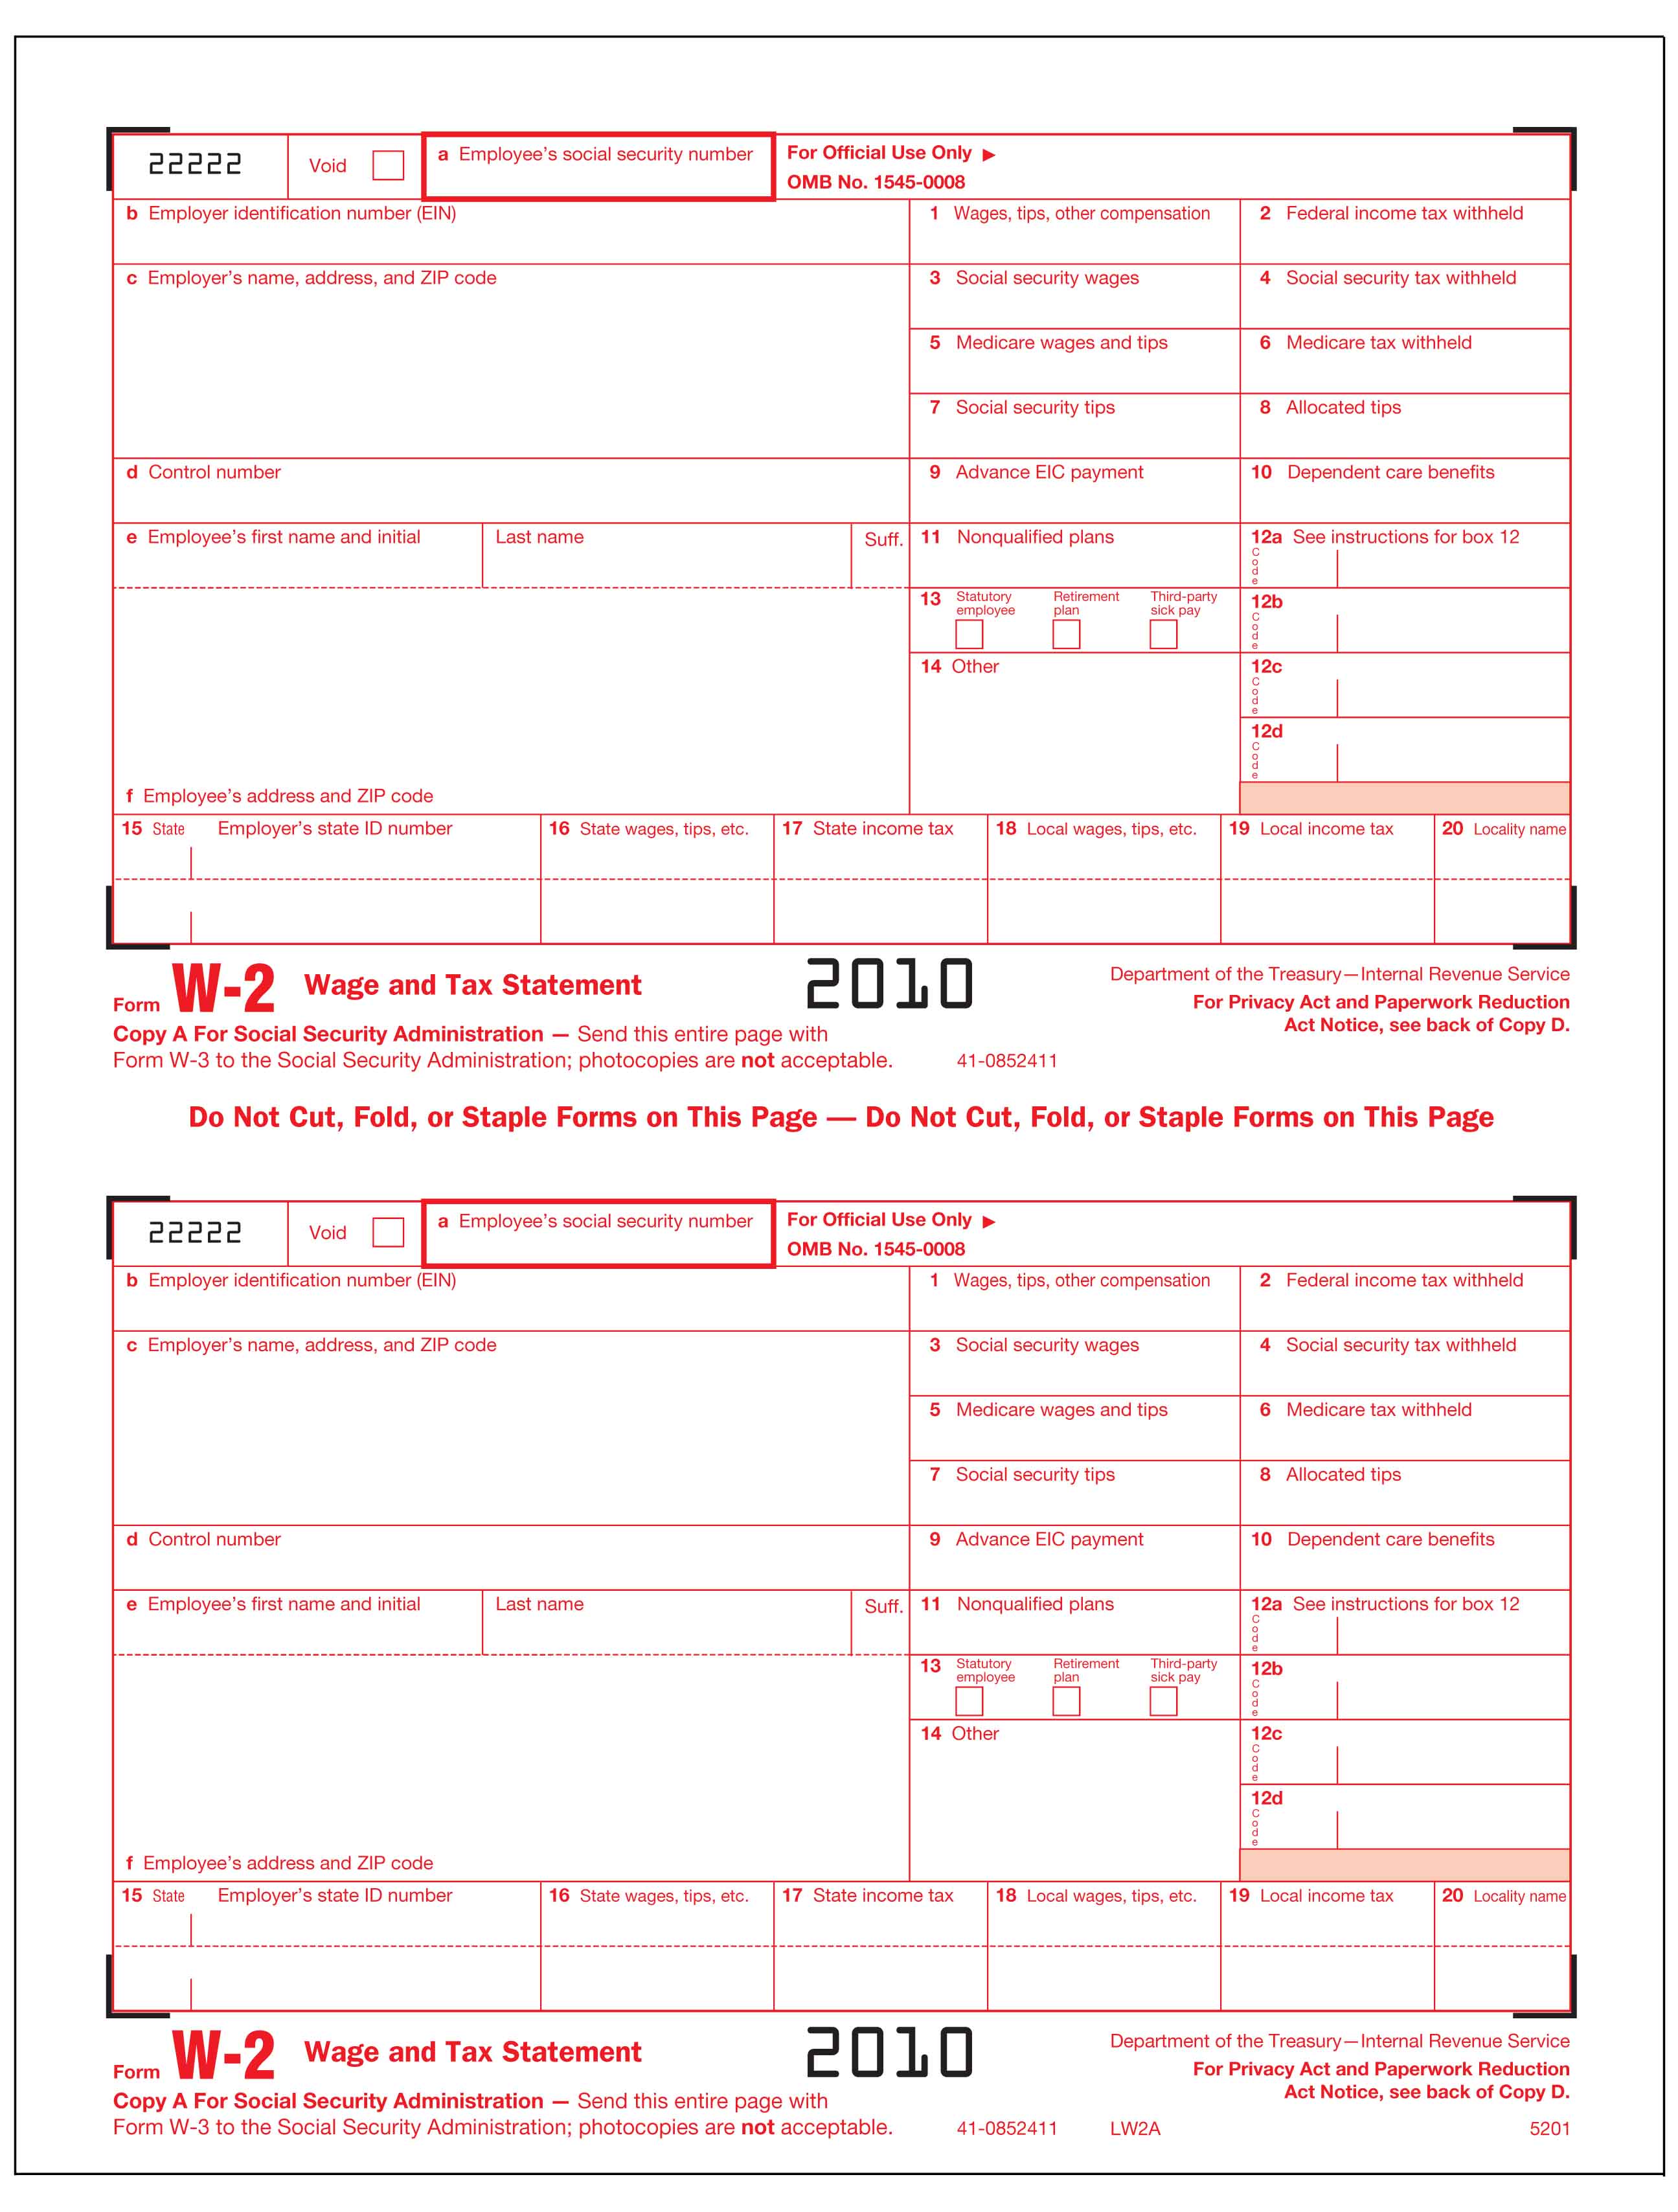 22222 Void a Employee's social security number For Official Use Only ▶
OMB No. 1545-0008
b Employer identification number (EIN) 1 Wages, tips, other compensation 2 Federal income tax withheld
c Employer's name, address, and ZIP code 3 Social security wages 4 Social security tax withheld
5 Medicare wages and tips 6 Medicare tax withheld
7 Social security tips 8 Allocated tips
d Control number 9 Advance EIC payment 10 Dependent care benefits
e Employee's first name and initial Last name Suff. 11 Nonqualified plans 12a See instructions for box 12
Code
13 Statutory employee Retirement plan Third-party sick pay 12b
Code
14 Other 12c
Code
12d
Code
f Employee's address and ZIP code
15 State Employer's state ID number 16 State wages, tips, etc. 17 State income tax 18 Local wages, tips, etc. 19 Local income tax 20 Locality name
Form W-2 Wage and Tax Statement 2010 Department of the Treasury—Internal Revenue Service
For Privacy Act and Paperwork Reduction
Act Notice, see back of Copy D.
Copy A For Social Security Administration — Send this entire page with
Form W-3 to the Social Security Administration; photocopies are not acceptable. 41-0852411
Do Not Cut, Fold, or Staple Forms on This Page — Do Not Cut, Fold, or Staple Forms on This Page
22222 Void a Employee's social security number For Official Use Only ▶
OMB No. 1545-0008
b Employer identification number (EIN) 1 Wages, tips, other compensation 2 Federal income tax withheld
c Employer's name, address, and ZIP code 3 Social security wages 4 Social security tax withheld
5 Medicare wages and tips 6 Medicare tax withheld
7 Social security tips 8 Allocated tips
d Control number 9 Advance EIC payment 10 Dependent care benefits
e Employee's first name and initial Last name Suff. 11 Nonqualified plans 12a See instructions for box 12
Code
13 Statutory employee Retirement plan Third-party sick pay 12b
Code
14 Other 12c
Code
12d
Code
f Employee's address and ZIP code
15 State Employer's state ID number 16 State wages, tips, etc. 17 State income tax 18 Local wages, tips, etc. 19 Local income tax 20 Locality name
Form W-2 Wage and Tax Statement 2010 Department of the Treasury—Internal Revenue Service
For Privacy Act and Paperwork Reduction
Act Notice, see back of Copy D.
Copy A For Social Security Administration — Send this entire page with
Form W-3 to the Social Security Administration; photocopies are not acceptable. 41-0852411 LW2A 5201